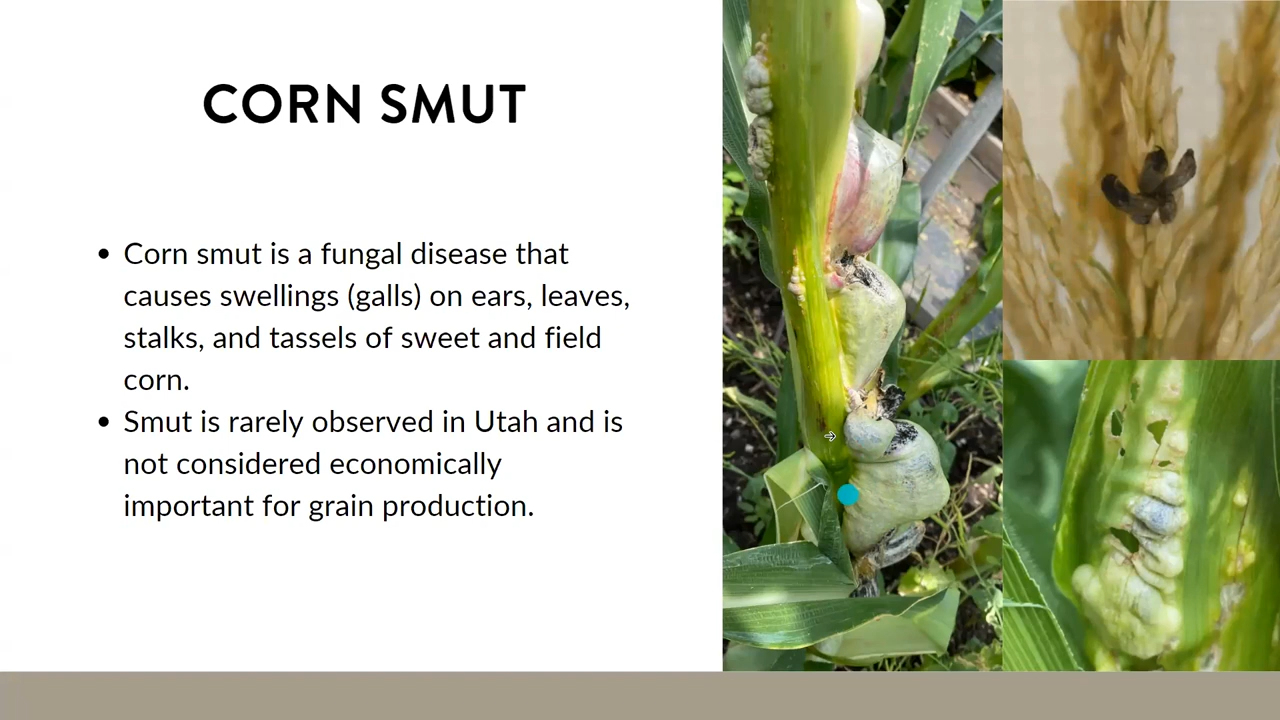 CORN SMUT
• Corn smut is a fungal disease that
causes swellings (galls) on ears, leaves,
stalks, and tassels of sweet and field
corn.
• Smut is rarely observed in Utah and is
not considered economically
important for grain production.